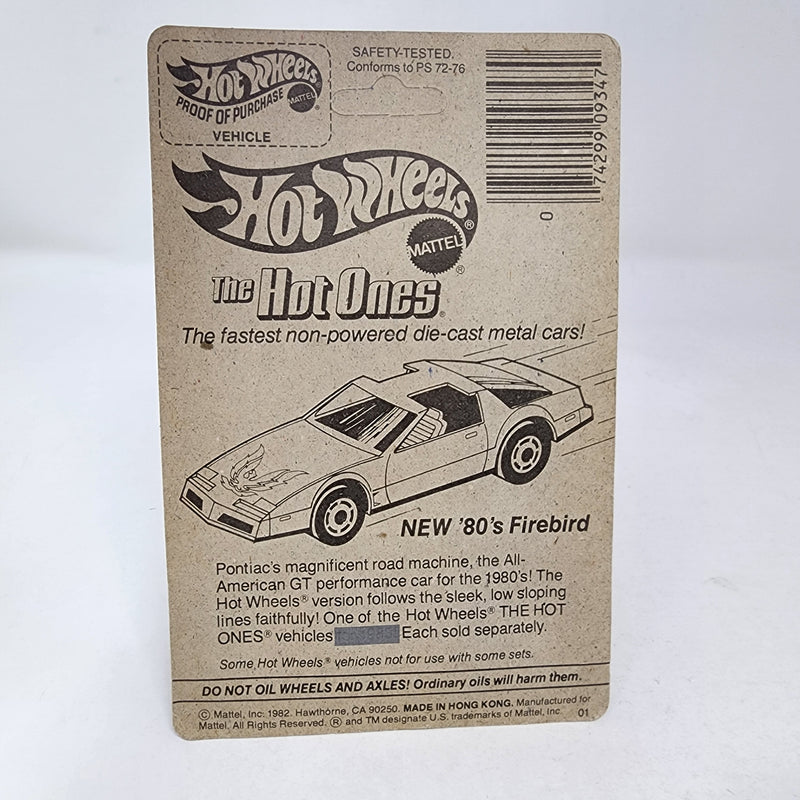 Hot Wheels
PROOF OF PURCHASE
MATTEL
VEHICLE
SAFETY-TESTED.
Conforms to PS 72-76
74299 09347
0
Hot Wheels®
MATTEL®
The Hot Ones®
The fastest non-powered die-cast metal cars!
NEW '80's Firebird
Pontiac's magnificent road machine, the All-
American GT performance car for the 1980's! The
Hot Wheels® version follows the sleek, low sloping
lines faithfully! One of the Hot Wheels® THE HOT
ONES® vehicles Each sold separately.
Some Hot Wheels® vehicles not for use with some sets.
DO NOT OIL WHEELS AND AXLES! Ordinary oils will harm them.
© Mattel, Inc. 1982. Hawthorne, CA 90250. MADE IN HONG KONG. Manufactured for
Mattel. All Rights Reserved. ® and TM designate U.S. trademarks of Mattel, Inc. 01